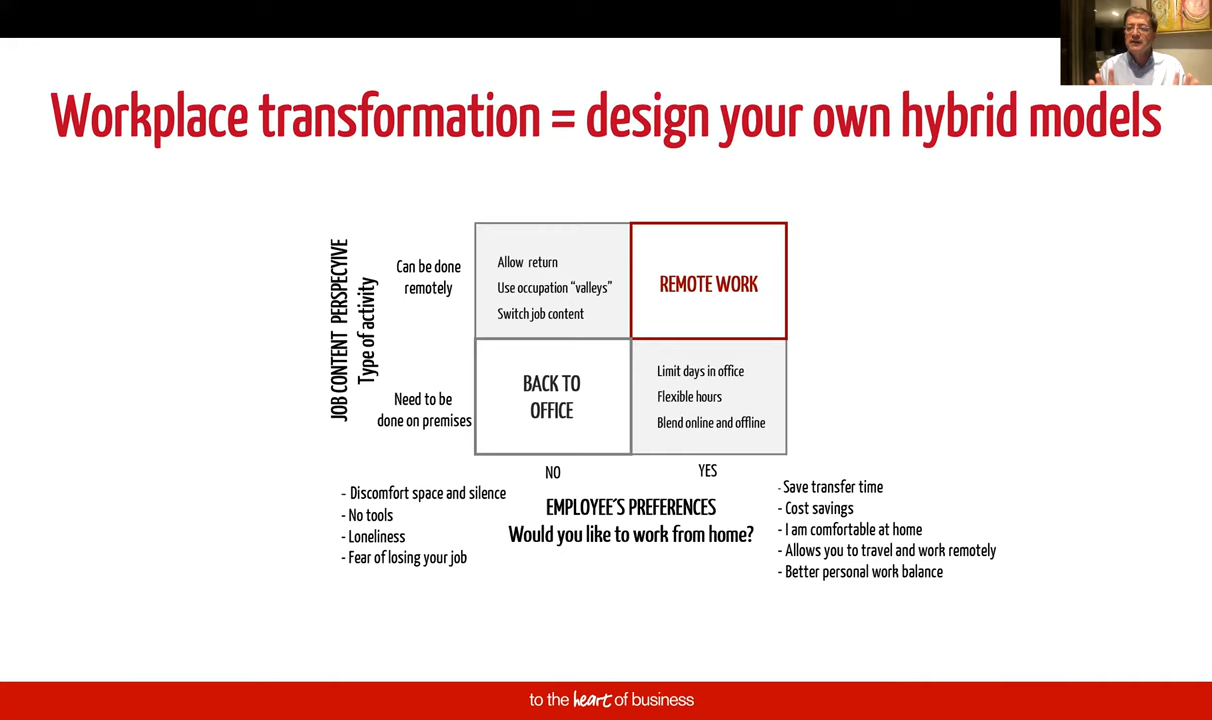 Workplace transformation = design your own hybrid models
JOB CONTENT PERSPECYIVE
Type of activity
Can be done
remotely
Allow return
Use occupation “valleys”
Switch job content
REMOTE WORK
Need to be
done on premises
BACK TO
OFFICE
Limit days in office
Flexible hours
Blend online and offline
NO
YES
- Discomfort space and silence
- No tools
- Loneliness
- Fear of losing your job
EMPLOYEE´S PREFERENCES
Would you like to work from home?
- Save transfer time
- Cost savings
- I am comfortable at home
- Allows you to travel and work remotely
- Better personal work balance
to the heart of business